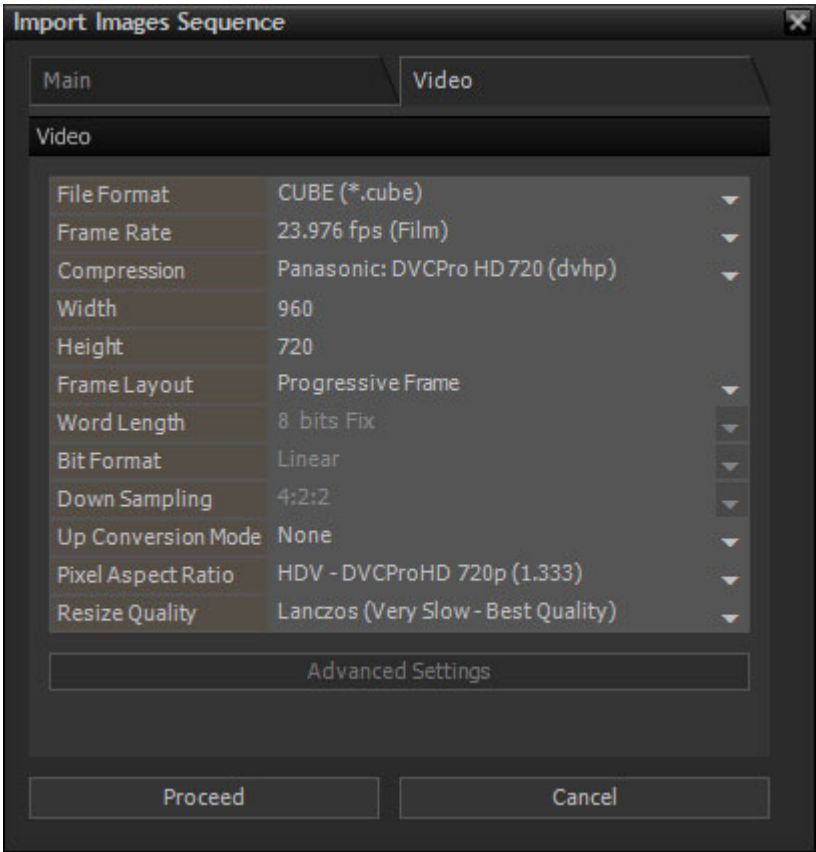 Import Images Sequence
Main Video
Video
File Format CUBE (*.cube)
Frame Rate 23.976 fps (Film)
Compression Panasonic: DVCPro HD 720 (dvhp)
Width 960
Height 720
Frame Layout Progressive Frame
Word Length 8 bits Fix
Bit Format Linear
Down Sampling 4:2:2
Up Conversion Mode None
Pixel Aspect Ratio HDV - DVCProHD 720p (1.333)
Resize Quality Lanczos (Very Slow - Best Quality)
Advanced Settings
Proceed Cancel